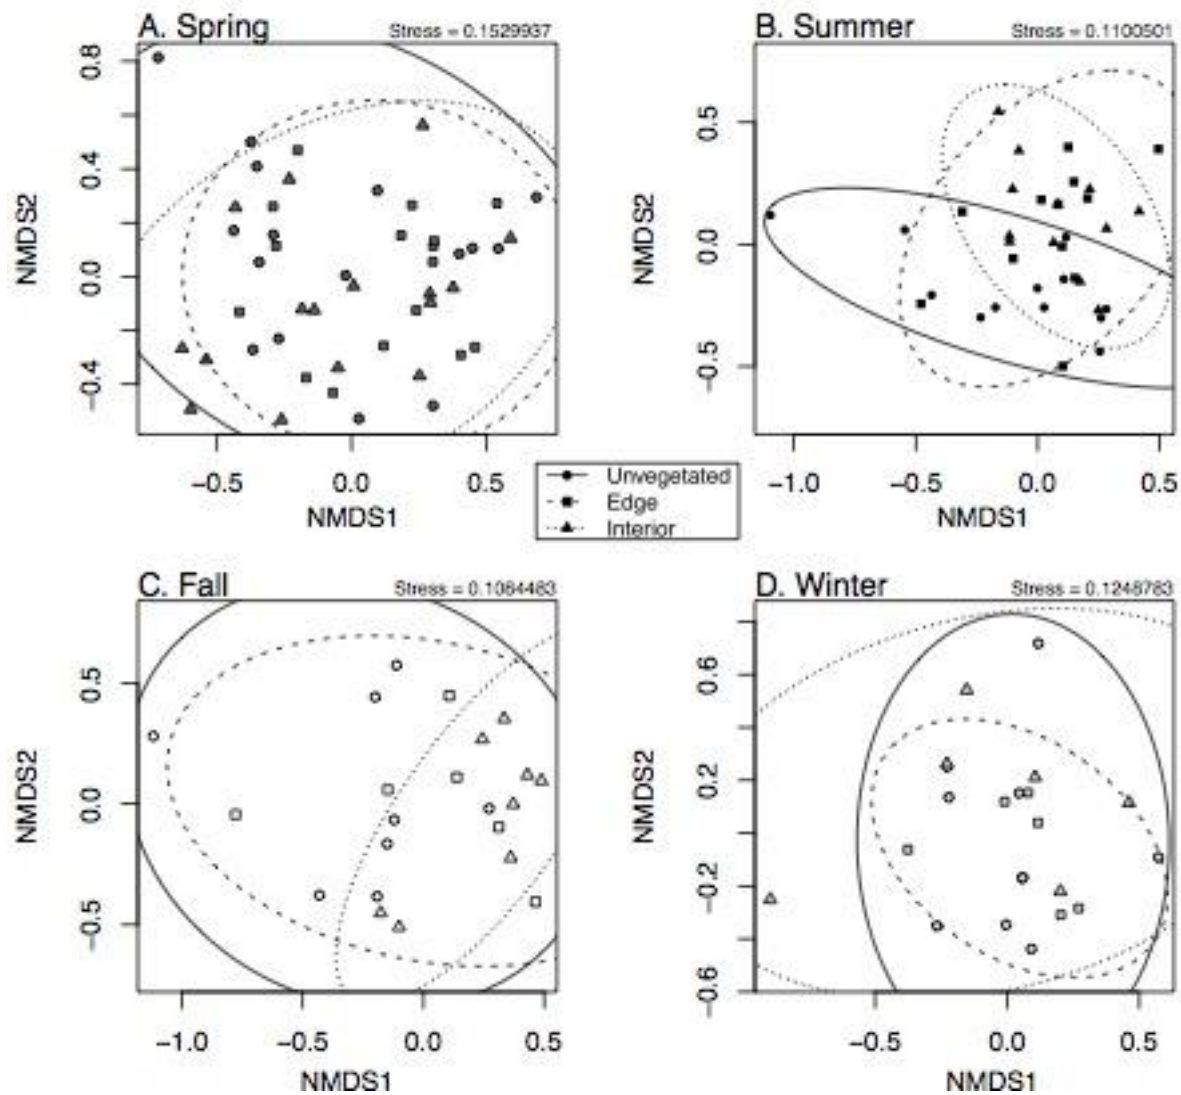 A. Spring
Stress = 0.1529937
NMDS2
0.8
0.4
0.0
−0.4
−0.5
0.0
0.5
NMDS1
B. Summer
Stress = 0.1100501
NMDS2
0.5
0.0
−0.5
−1.0
−0.5
0.0
0.5
NMDS1
Unvegetated
Edge
Interior
C. Fall
Stress = 0.1084483
NMDS2
0.5
0.0
−0.5
−1.0
−0.5
0.0
0.5
NMDS1
D. Winter
Stress = 0.1248783
NMDS2
0.6
0.2
−0.2
−0.6
−0.5
0.0
0.5
NMDS1